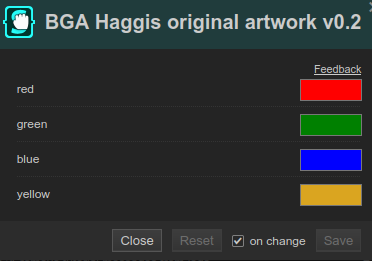 BGA Haggis original artwork v0.2
Feedback
red
green
blue
yellow
Close Reset on change Save